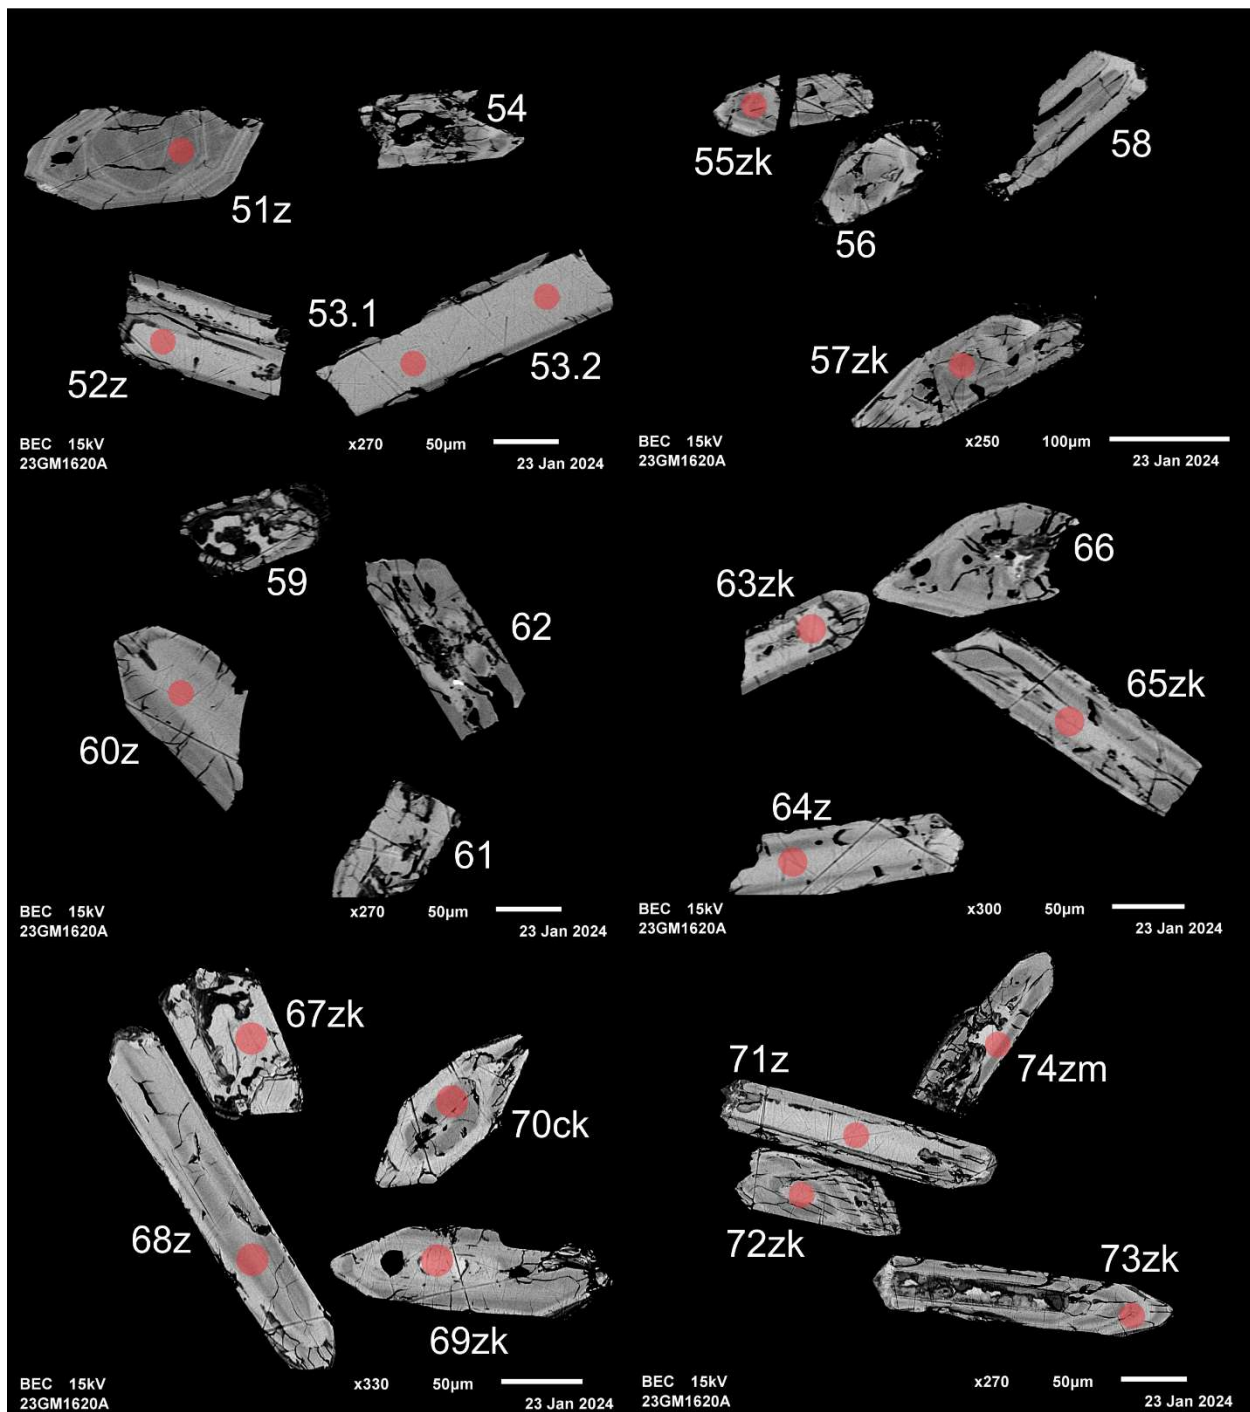 54
51z
53.1
52z
53.2
BEC 15kV x270 50µm
23GM1620A 23 Jan 2024
58
55zk
56
57zk
BEC 15kV x250 100µm
23GM1620A 23 Jan 2024
59
62
60z
61
BEC 15kV x270 50µm
23GM1620A 23 Jan 2024
66
63zk
65zk
64z
BEC 15kV x300 50µm
23GM1620A 23 Jan 2024
67zk
70ck
68z
69zk
BEC 15kV x330 50µm
23GM1620A 23 Jan 2024
71z
74zm
72zk
73zk
BEC 15kV x270 50µm
23GM1620A 23 Jan 2024